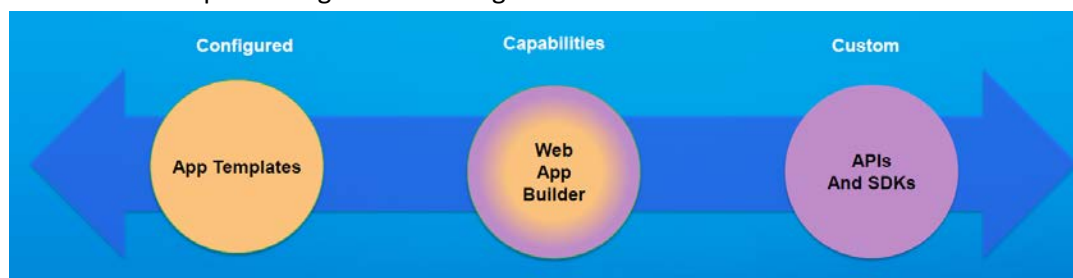 Configured
Capabilities
Custom
App Templates
Web
App
Builder
APIs
And SDKs